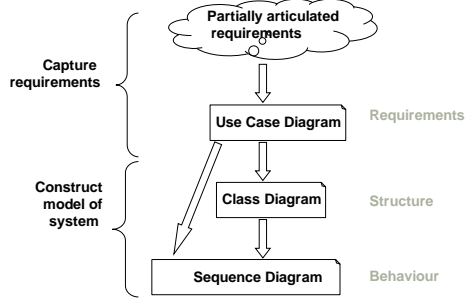 Partially articulated
requirements
Capture
requirements
Use Case Diagram
Requirements
Construct
model of
system
Class Diagram
Structure
Sequence Diagram
Behaviour